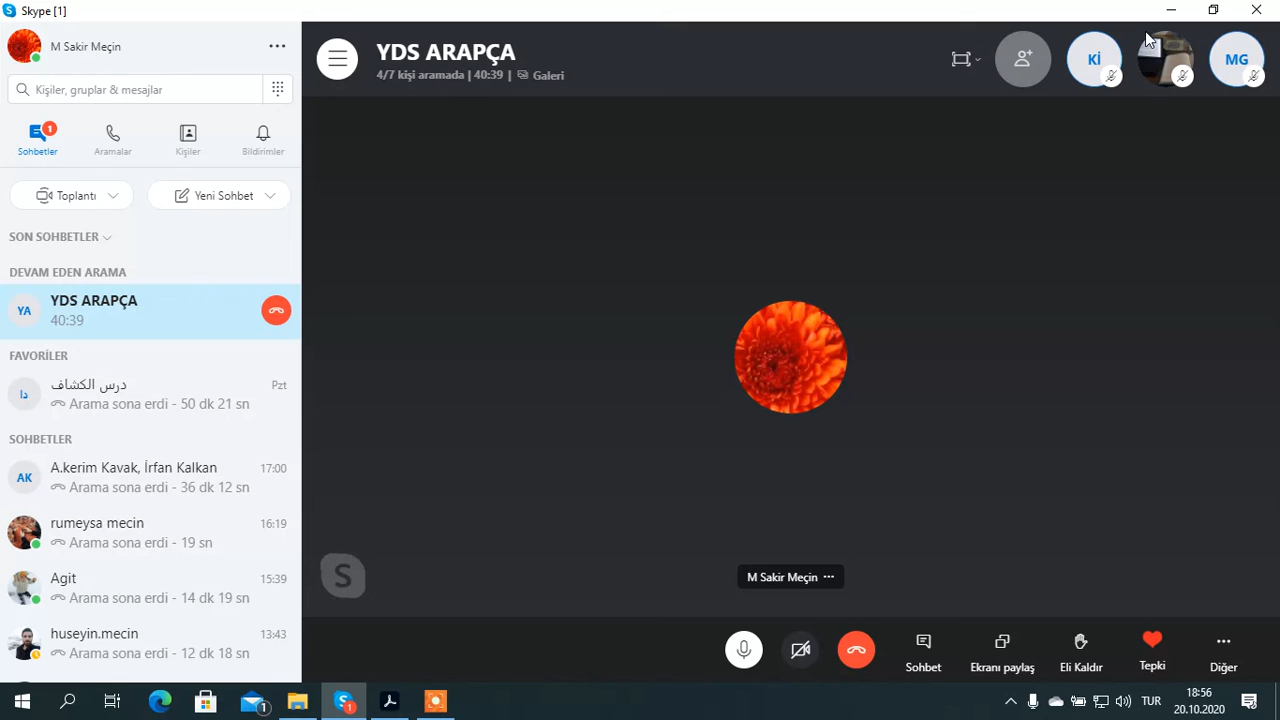 Skype [1]
M Sakir Meçin
Kişiler, gruplar & mesajlar
1
Sohbetler
Aramalar
Kişiler
Bildirimler
Toplantı
Yeni Sohbet
SON SOHBETLER
DEVAM EDEN ARAMA
YA
YDS ARAPÇA
40:39
FAVORİLER
دا
درس الكشاف
Pzt
Arama sona erdi - 50 dk 21 sn
SOHBETLER
AK
A.kerim Kavak, İrfan Kalkan
17:00
Arama sona erdi - 36 dk 12 sn
rumeysa mecin
16:19
Arama sona erdi - 19 sn
Agit
15:39
Arama sona erdi - 14 dk 19 sn
huseyin.mecin
13:43
Arama sona erdi - 12 dk 18 sn
YDS ARAPÇA
4/7 kişi aramada | 40:39 | Galeri
Kİ
MG
S
M Sakir Meçin
Sohbet
Ekranı paylaş
Eli Kaldır
Tepki
Diğer
1
1
TUR
18:56
20.10.2020